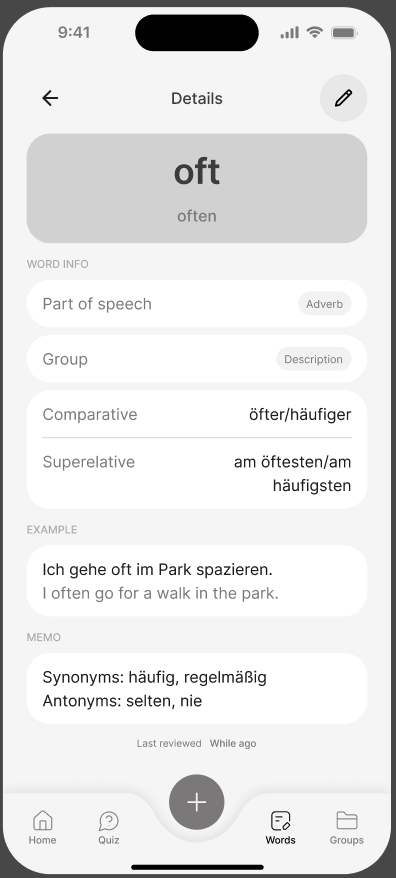 9:41
Details
oft
often
WORD INFO
Part of speech Adverb
Group Description
Comparative öfter/häufiger
Superelative am öftesten/am
häufigsten
EXAMPLE
Ich gehe oft im Park spazieren.
I often go for a walk in the park.
MEMO
Synonyms: häufig, regelmäßig
Antonyms: selten, nie
Last reviewed While ago
Home Quiz Words Groups